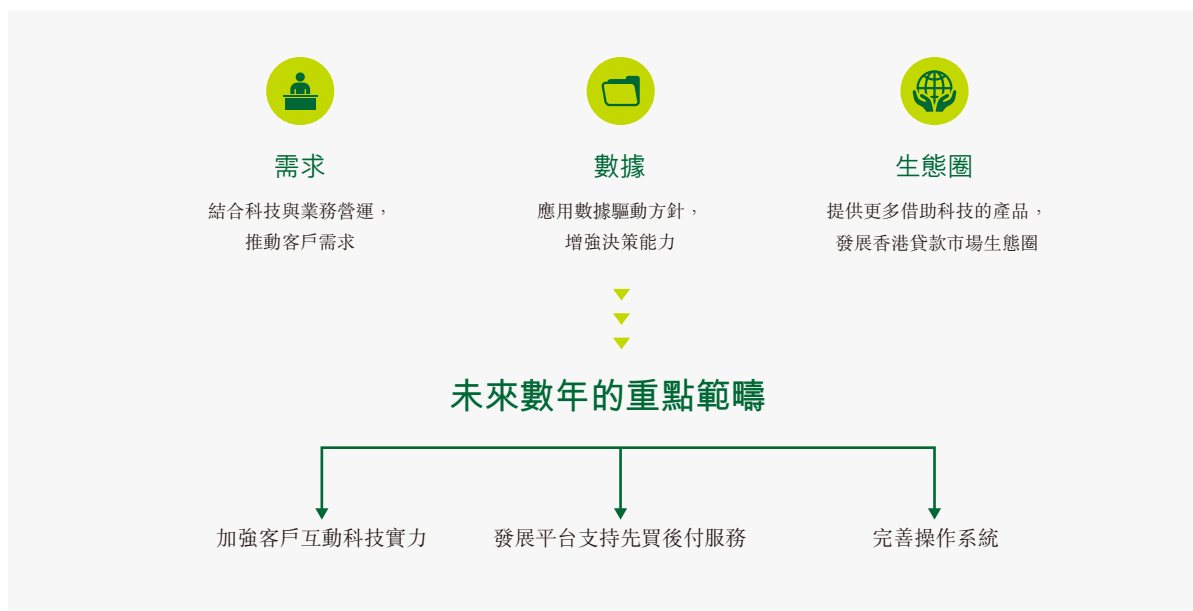 需求
結合科技與業務營運，
推動客戶需求
數據
應用數據驅動方針，
增強決策能力
生態圈
提供更多借助科技的產品，
發展香港貸款市場生態圈
未來數年的重點範疇
加強客戶互動科技實力
發展平台支持先買後付服務
完善操作系統